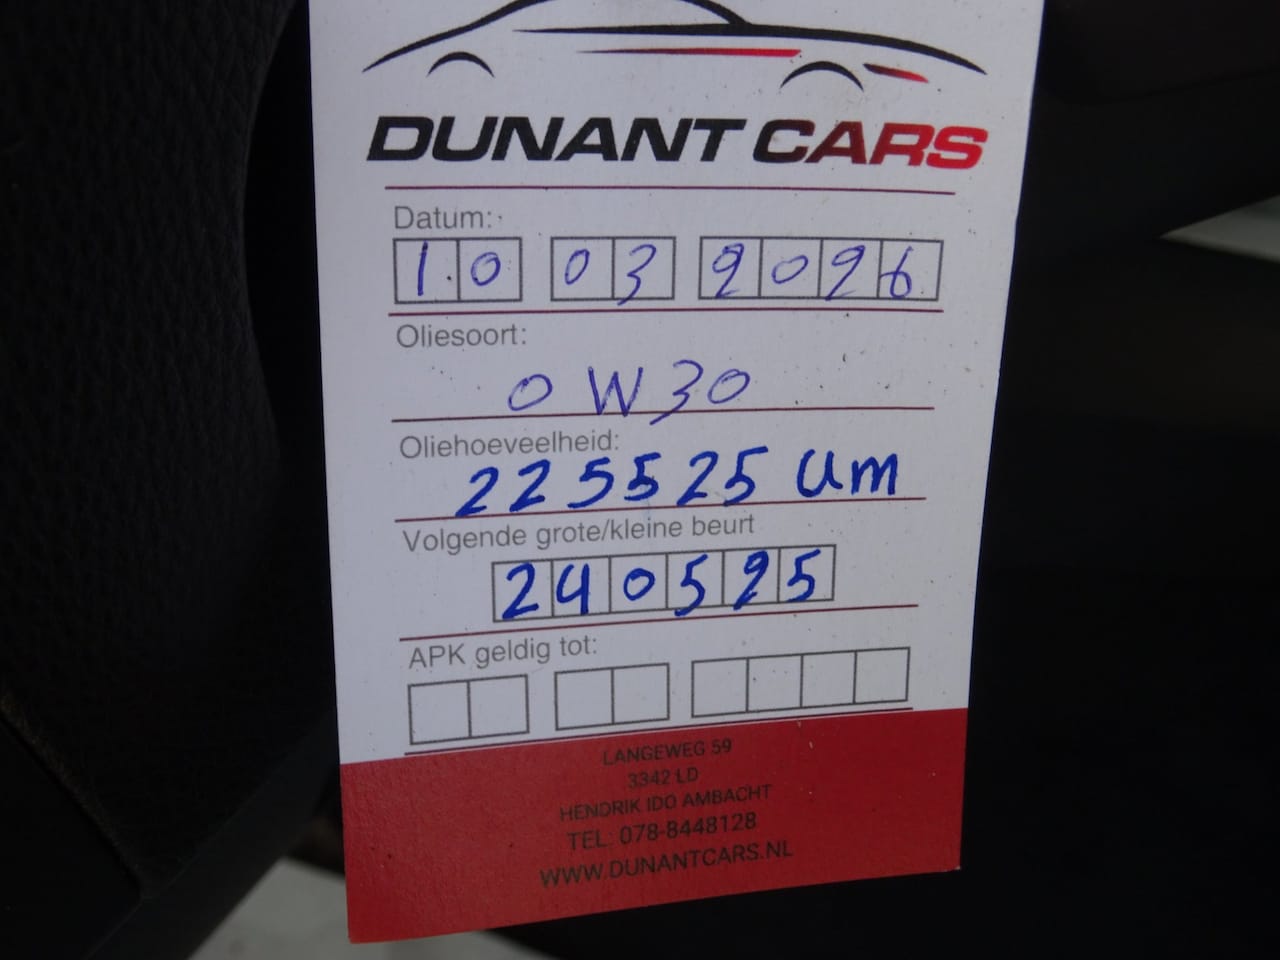 DUNANT CARS
Datum:
10 03 2026
Oliesoort:
0W30
Oliehoeveelheid:
225525 um
Volgende grote/kleine beurt
240525
APK geldig tot:
LANGEWEG 59
3342 LD
HENDRIK IDO AMBACHT
TEL: 078-8448128
WWW.DUNANTCARS.NL